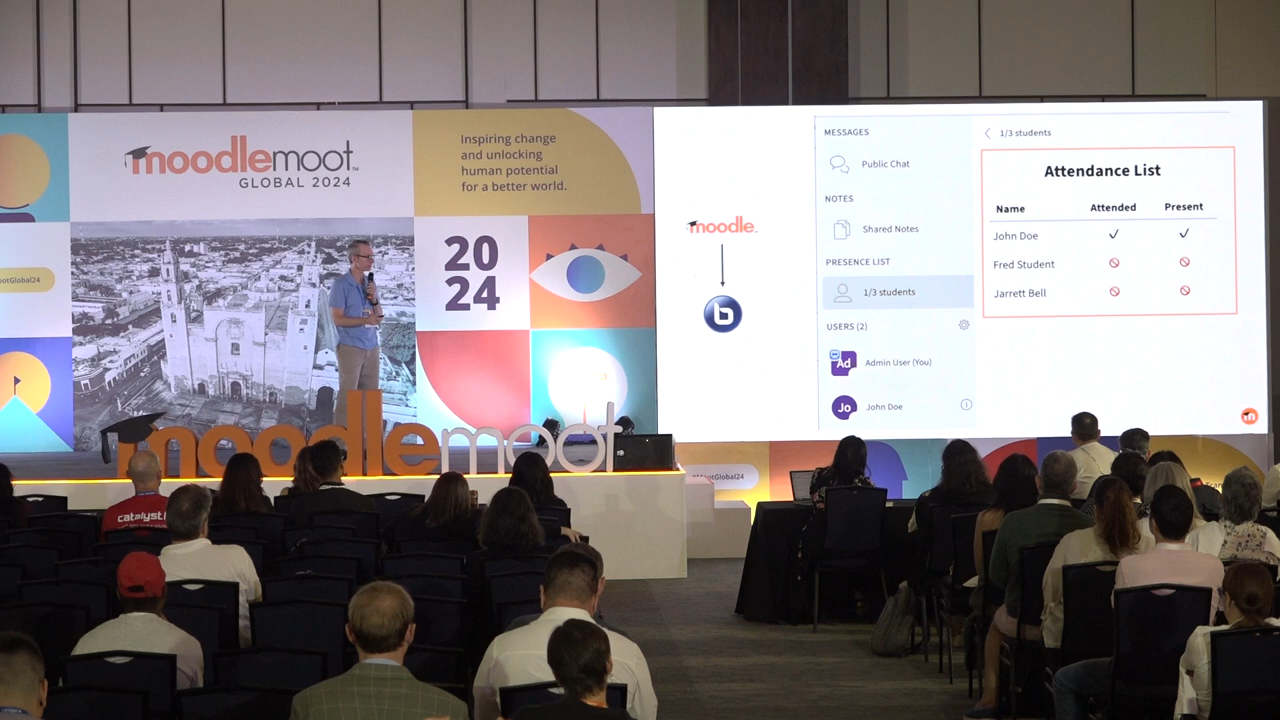 moodlemoot™
GLOBAL 2024
Inspiring change
and unlocking
human potential
for a better world.
ootGlobal24
20
24
moodle
MESSAGES
Public Chat
NOTES
Shared Notes
PRESENCE LIST
1/3 students
USERS (2)
Ad
Admin User (You)
Jo
John Doe
1/3 students
Attendance List
Name Attended Present
John Doe
Fred Student
Jarrett Bell
b
m
moodlemoot
#MootGlobal24
catalyst